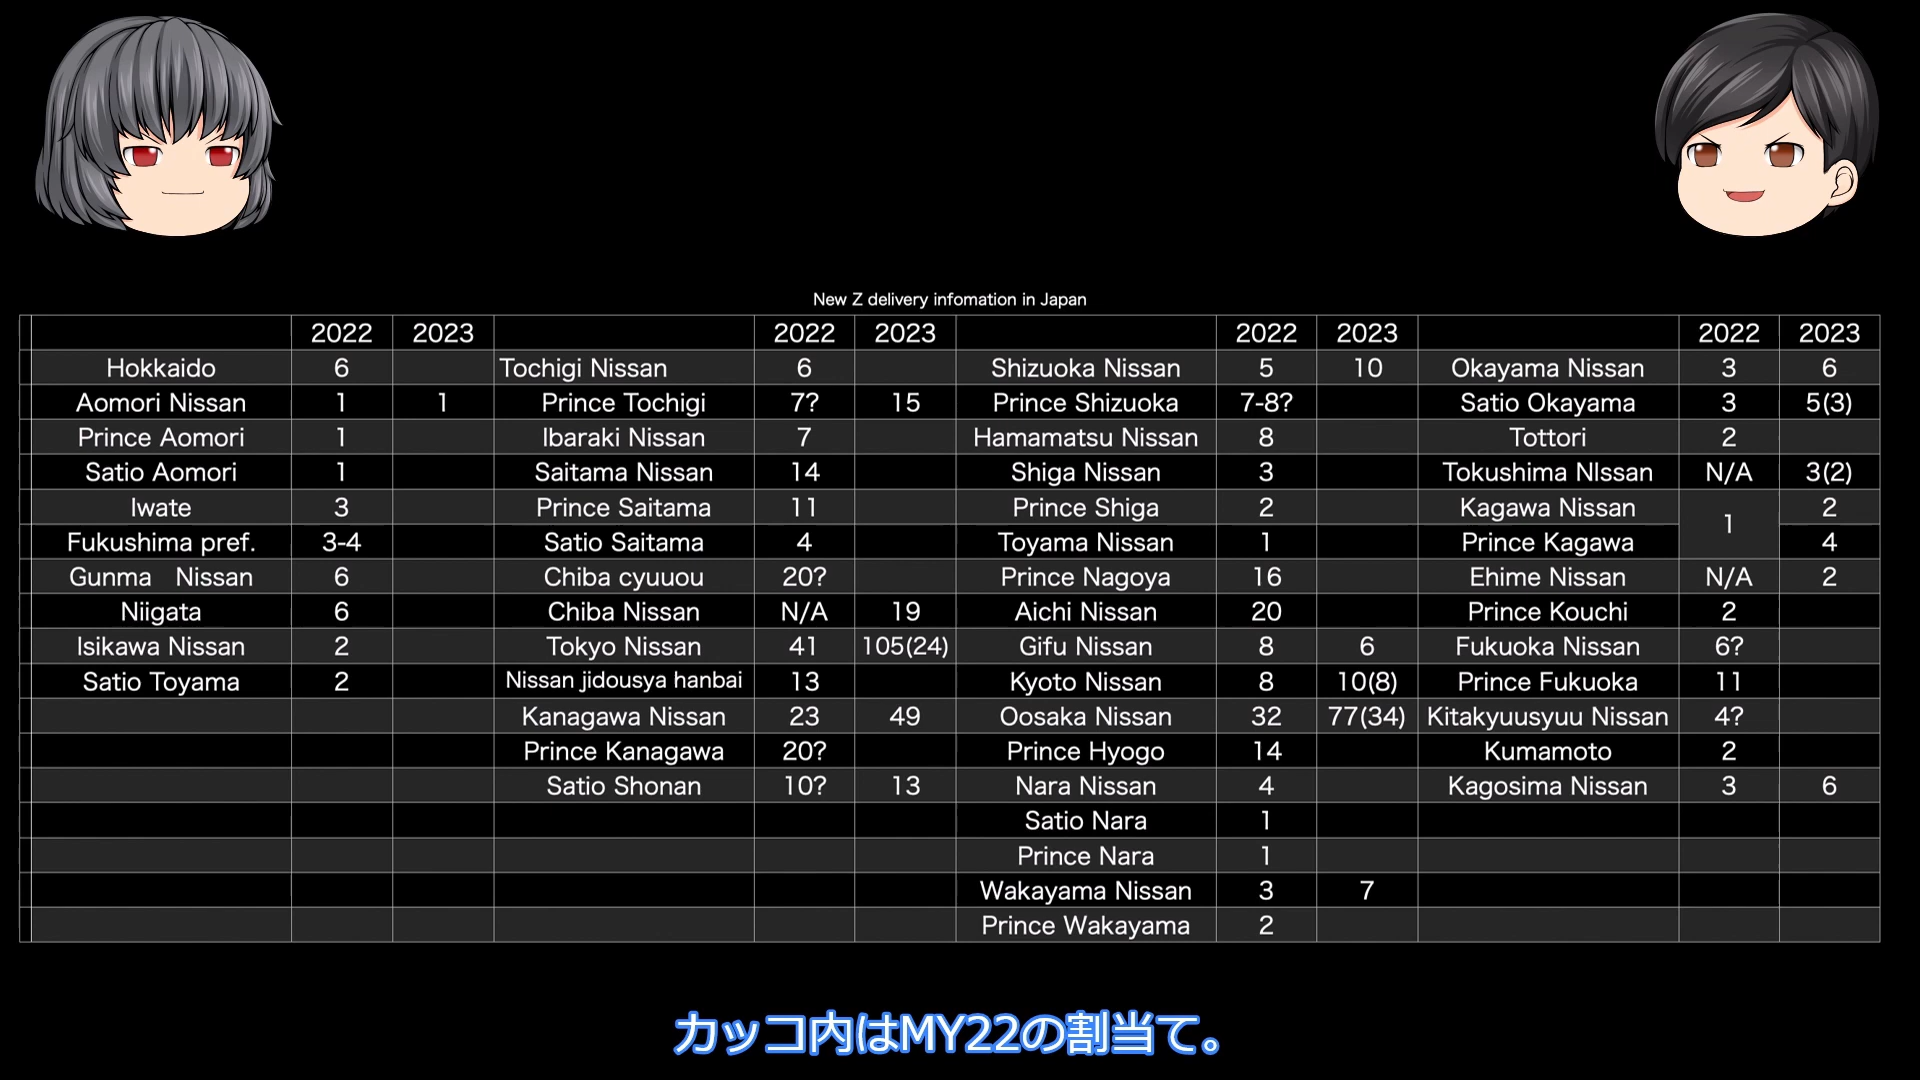 New Z delivery infomation in Japan
2022 2023 2022 2023 2022 2023 2022 2023
Hokkaido 6 Tochigi Nissan 6 Shizuoka Nissan 5 10 Okayama Nissan 3 6
Aomori Nissan 1 1 Prince Tochigi 7? 15 Prince Shizuoka 7-8? Satio Okayama 3 5(3)
Prince Aomori 1 Ibaraki Nissan 7 Hamamatsu Nissan 8 Tottori 2
Satio Aomori 1 Saitama Nissan 14 Shiga Nissan 3 Tokushima NIssan N/A 3(2)
Iwate 3 Prince Saitama 11 Prince Shiga 2 Kagawa Nissan 1 2
Fukushima pref. 3-4 Satio Saitama 4 Toyama Nissan 1 Prince Kagawa 4
Gunma　Nissan 6 Chiba cyuuou 20? Prince Nagoya 16 Ehime Nissan N/A 2
Niigata 6 Chiba Nissan N/A 19 Aichi Nissan 20 Prince Kouchi 2
Isikawa Nissan 2 Tokyo Nissan 41 105(24) Gifu Nissan 8 6 Fukuoka Nissan 6?
Satio Toyama 2 Nissan jidousya hanbai 13 Kyoto Nissan 8 10(8) Prince Fukuoka 11
Kanagawa Nissan 23 49 Oosaka Nissan 32 77(34) Kitakyuusyuu Nissan 4?
Prince Kanagawa 20? Prince Hyogo 14 Kumamoto 2
Satio Shonan 10? 13 Nara Nissan 4 Kagosima Nissan 3 6
Satio Nara 1
Prince Nara 1
Wakayama Nissan 3 7
Prince Wakayama 2
カッコ内はMY22の割当て。